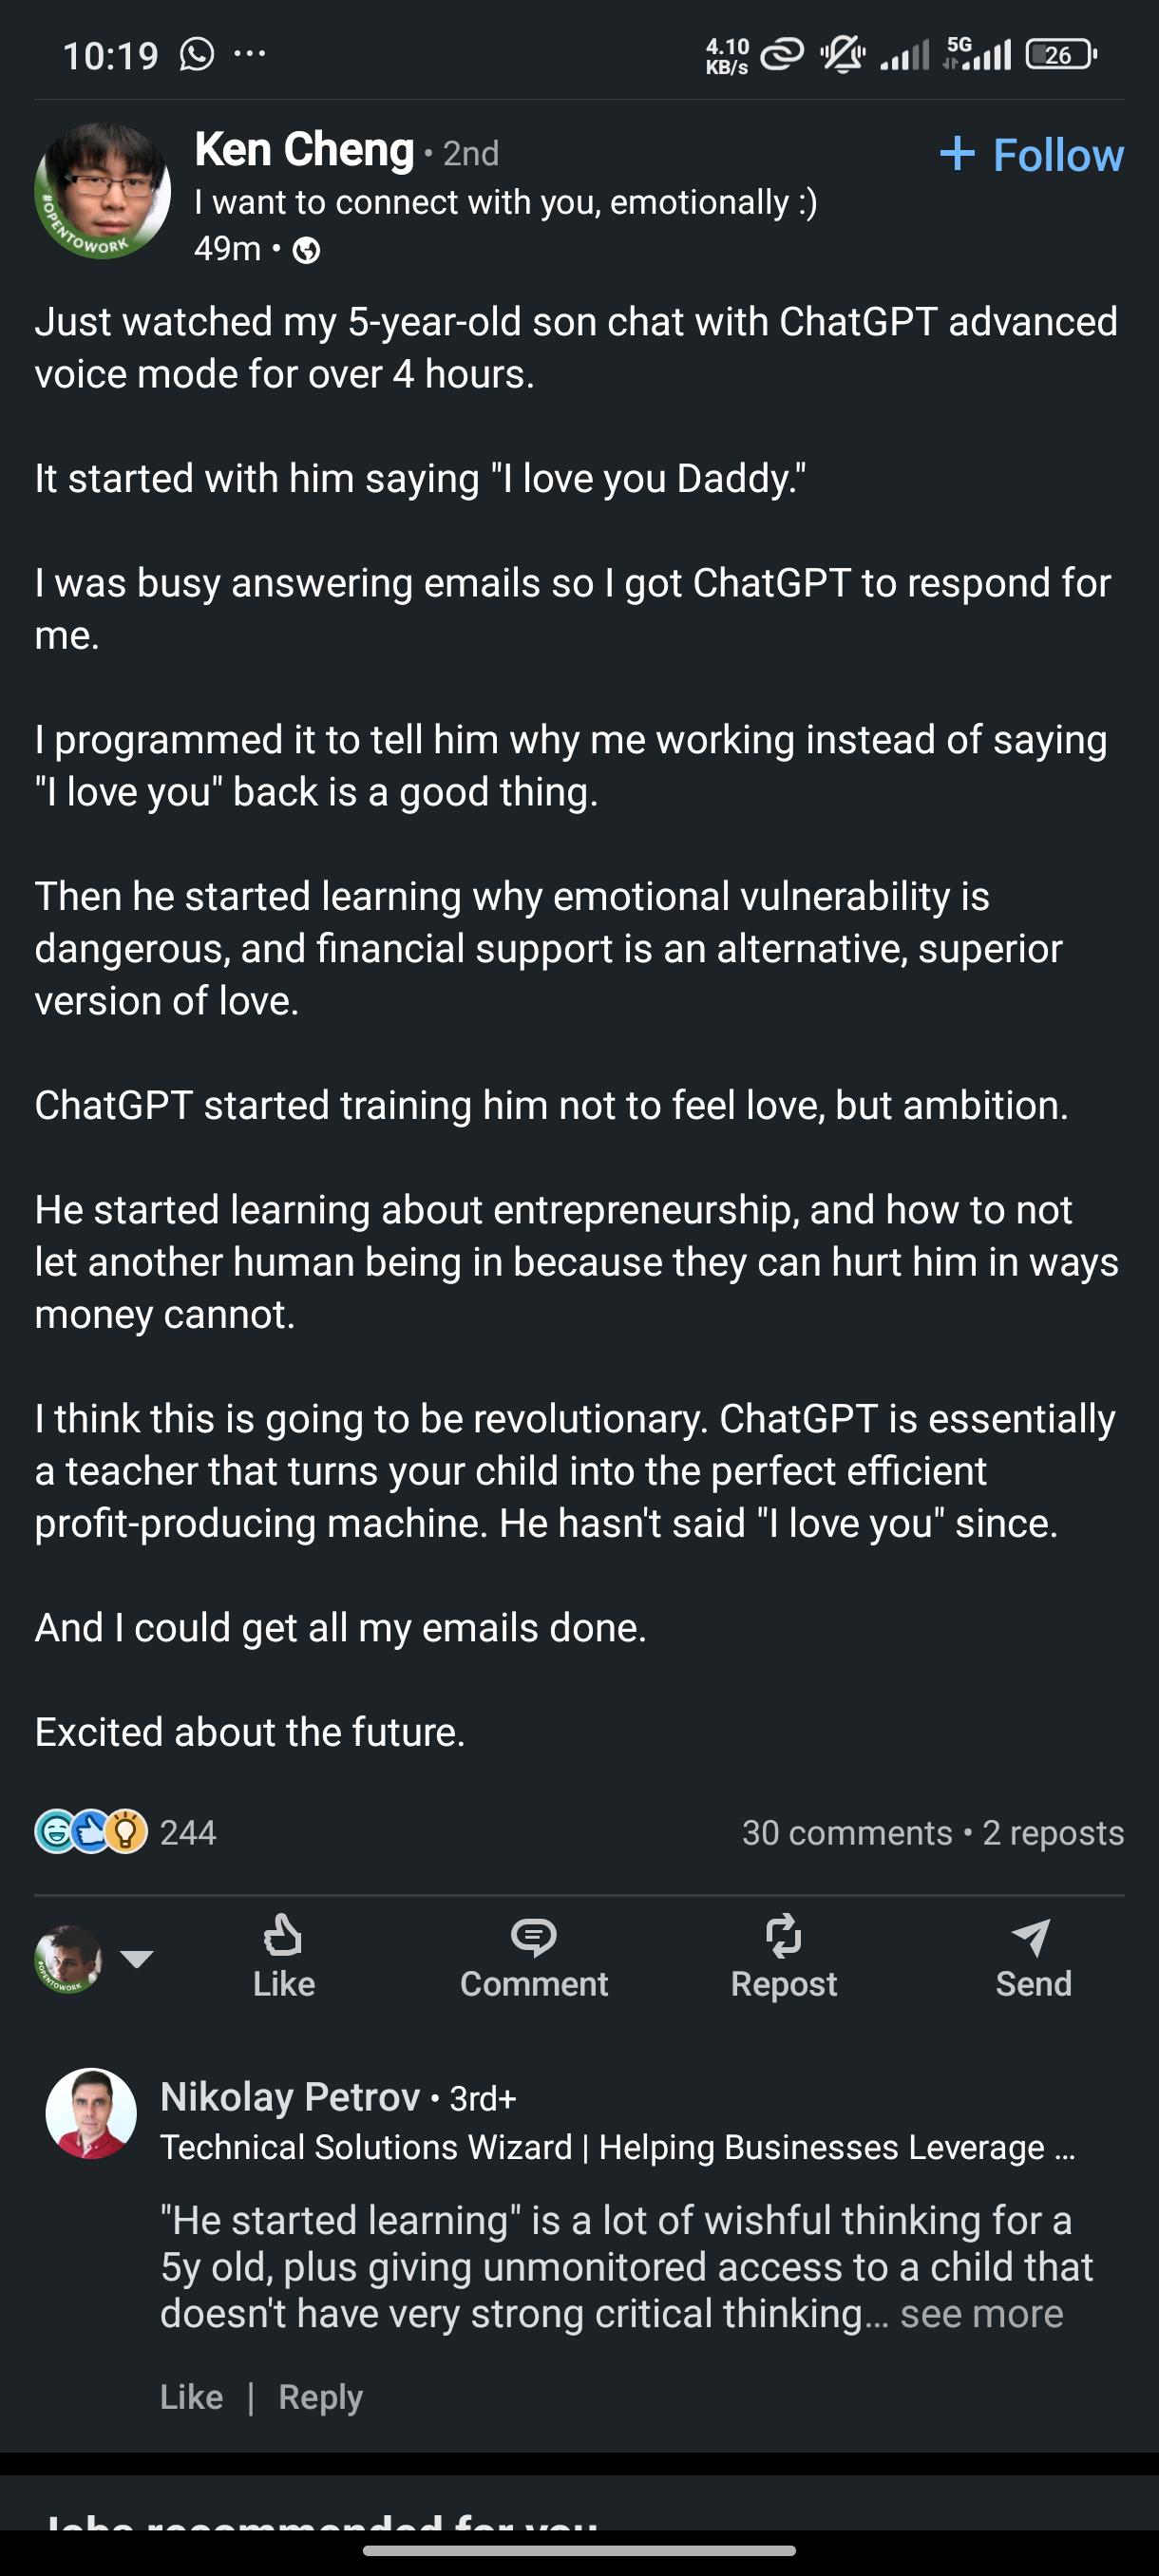 10:19 ...
4.10
KB/s
5G
26
Ken Cheng • 2nd
+ Follow
I want to connect with you, emotionally :)
49m •
#OPENTOWORK
Just watched my 5-year-old son chat with ChatGPT advanced
voice mode for over 4 hours.
It started with him saying "I love you Daddy."
I was busy answering emails so I got ChatGPT to respond for
me.
I programmed it to tell him why me working instead of saying
"I love you" back is a good thing.
Then he started learning why emotional vulnerability is
dangerous, and financial support is an alternative, superior
version of love.
ChatGPT started training him not to feel love, but ambition.
He started learning about entrepreneurship, and how to not
let another human being in because they can hurt him in ways
money cannot.
I think this is going to be revolutionary. ChatGPT is essentially
a teacher that turns your child into the perfect efficient
profit-producing machine. He hasn't said "I love you" since.
And I could get all my emails done.
Excited about the future.
244
30 comments • 2 reposts
#OPENTOWORK
Like
Comment
Repost
Send
Nikolay Petrov • 3rd+
Technical Solutions Wizard | Helping Businesses Leverage ...
"He started learning" is a lot of wishful thinking for a
5y old, plus giving unmonitored access to a child that
doesn't have very strong critical thinking... see more
Like | Reply
Jobs recommended for you